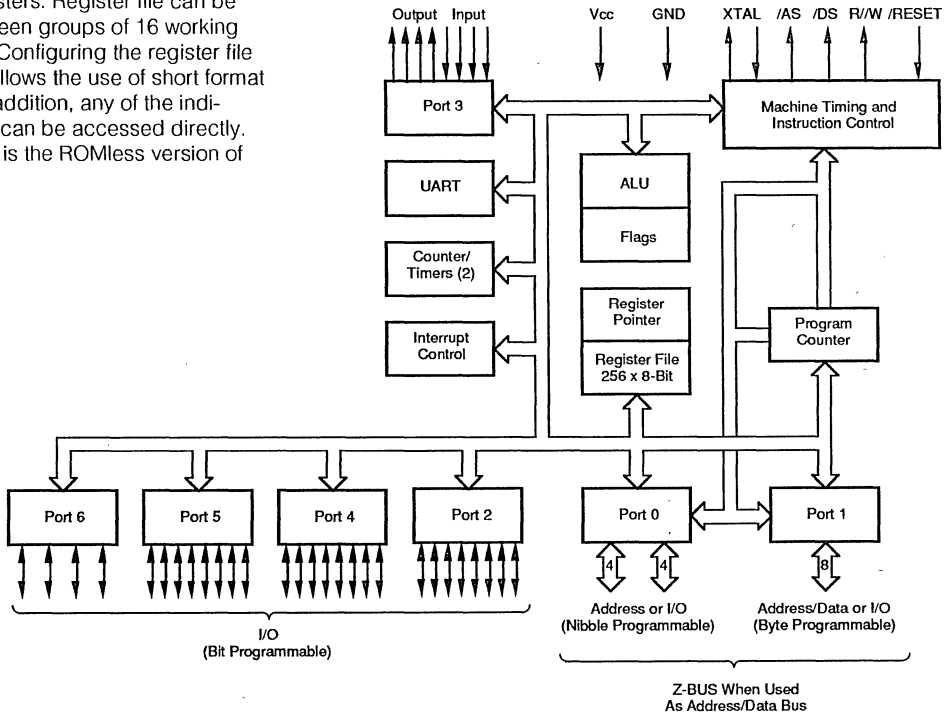 sters. Register file can be
een groups of 16 working
Configuring the register file
llows the use of short format
addition, any of the indi-
can be accessed directly.
is the ROMless version of
Output Input Vcc GND XTAL /AS /DS R//W /RESET
Port 3
Machine Timing and
Instruction Control
UART
ALU
Flags
Counter/
Timers (2)
Register
Pointer
Program
Counter
Interrupt
Control
Register File
256 x 8-Bit
Port 6 Port 5 Port 4 Port 2 Port 0 Port 1
4 4 8
Address or I/O
(Nibble Programmable)
Address/Data or I/O
(Byte Programmable)
I/O
(Bit Programmable)
Z-BUS When Used
As Address/Data Bus